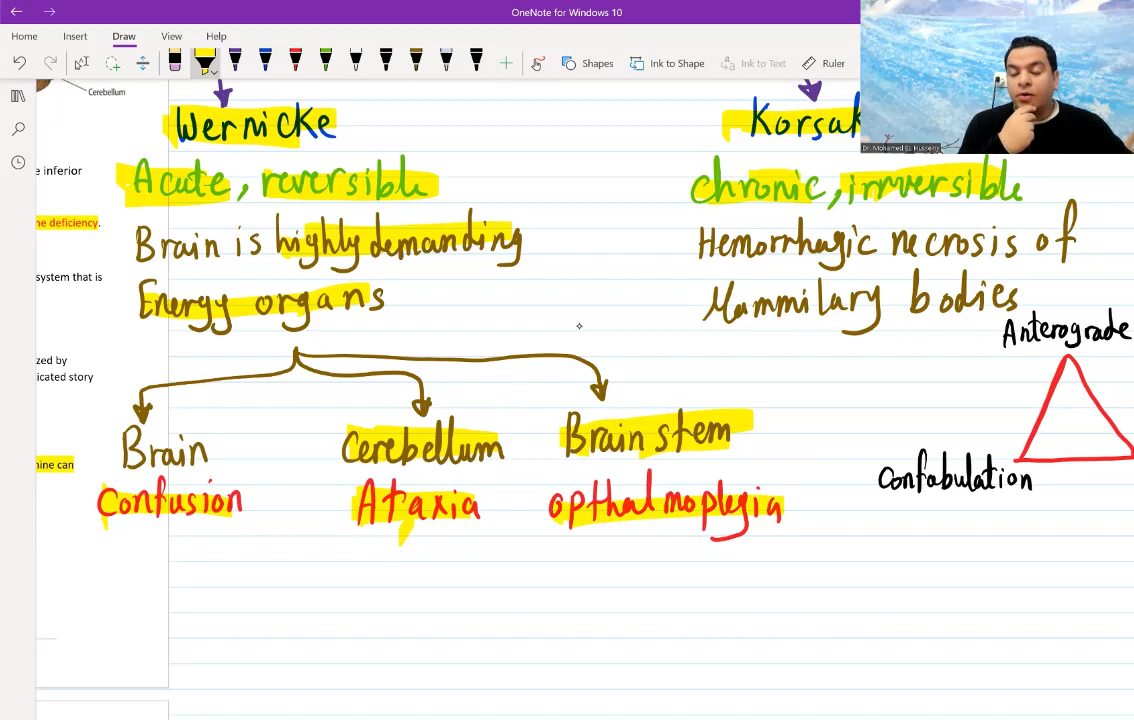 OneNote for Windows 10
Home Draw View Help
Shapes Ink to Shape Ink to Text Ruler
Dr. Mohamed EL Husseiny
Cerebellum
e inferior
ne deficiency.
system that is
zed by
icated story
nine can
Wernicke
Acute, reversible
Brain is highly demanding
Energy organs
Brain Cerebellum Brain stem
Confusion Ataxia opthalmoplegia
Korsak
chronic, irrversible
Hemorrhagic necrosis of
Mammilary bodies
Anterograde
Confabulation